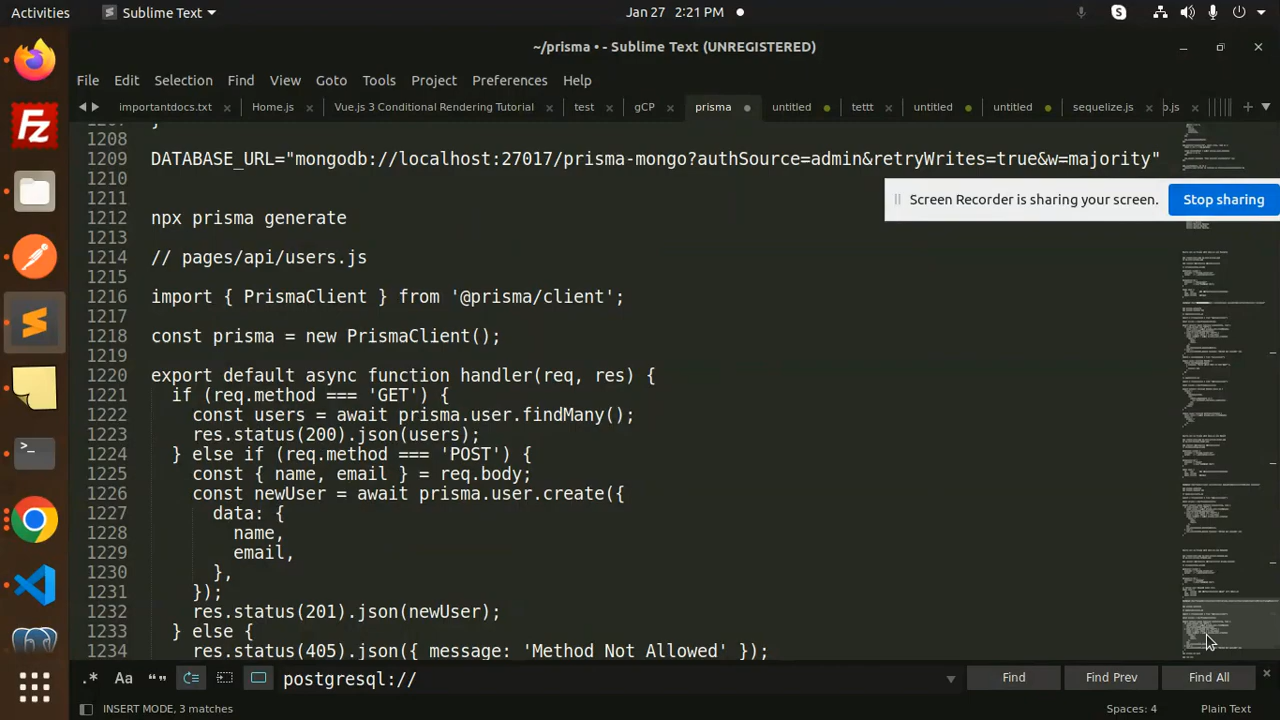 Activities Sublime Text Jan 27 2:21 PM
~/prisma • - Sublime Text (UNREGISTERED)
File Edit Selection Find View Goto Tools Project Preferences Help
importantdocs.txt Home.js Vue.js 3 Conditional Rendering Tutorial test gCP prisma untitled tettt untitled untitled sequelize.js
1208
1209 DATABASE_URL="mongodb://localhost:27017/prisma-mongo?authSource=admin&retryWrites=true&w=majority"
1210
1211
Screen Recorder is sharing your screen. Stop sharing
1212 npx prisma generate
1213
1214 // pages/api/users.js
1215
1216 import { PrismaClient } from '@prisma/client';
1217
1218 const prisma = new PrismaClient();
1219
1220 export default async function handler(req, res) {
1221 if (req.method === 'GET') {
1222 const users = await prisma.user.findMany();
1223 res.status(200).json(users);
1224 } else if (req.method === 'POST') {
1225 const { name, email } = req.body;
1226 const newUser = await prisma.user.create({
1227 data: {
1228 name,
1229 email,
1230 },
1231 });
1232 res.status(201).json(newUser);
1233 } else {
1234 res.status(405).json({ message: 'Method Not Allowed' });
.* Aa “” postgresql:// Find Find Prev Find All
INSERT MODE, 3 matches Spaces: 4 Plain Text